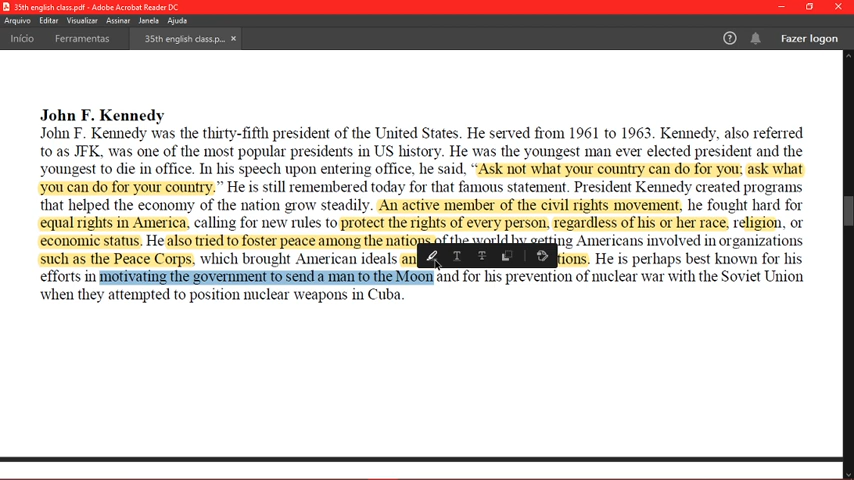 35th english class.pdf - Adobe Acrobat Reader DC
Arquivo Editar Visualizar Assinar Janela Ajuda
Início Ferramentas 35th english class.p... × Fazer logon
John F. Kennedy
John F. Kennedy was the thirty-fifth president of the United States. He served from 1961 to 1963. Kennedy, also referred
to as JFK, was one of the most popular presidents in US history. He was the youngest man ever elected president and the
youngest to die in office. In his speech upon entering office, he said, “Ask not what your country can do for you; ask what
you can do for your country.” He is still remembered today for that famous statement. President Kennedy created programs
that helped the economy of the nation grow steadily. An active member of the civil rights movement, he fought hard for
equal rights in America, calling for new rules to protect the rights of every person, regardless of his or her race, religion, or
economic status. He also tried to foster peace among the nations of the world by getting Americans involved in organizations
such as the Peace Corps, which brought American ideals an tions. He is perhaps best known for his
efforts in motivating the government to send a man to the Moon and for his prevention of nuclear war with the Soviet Union
when they attempted to position nuclear weapons in Cuba.